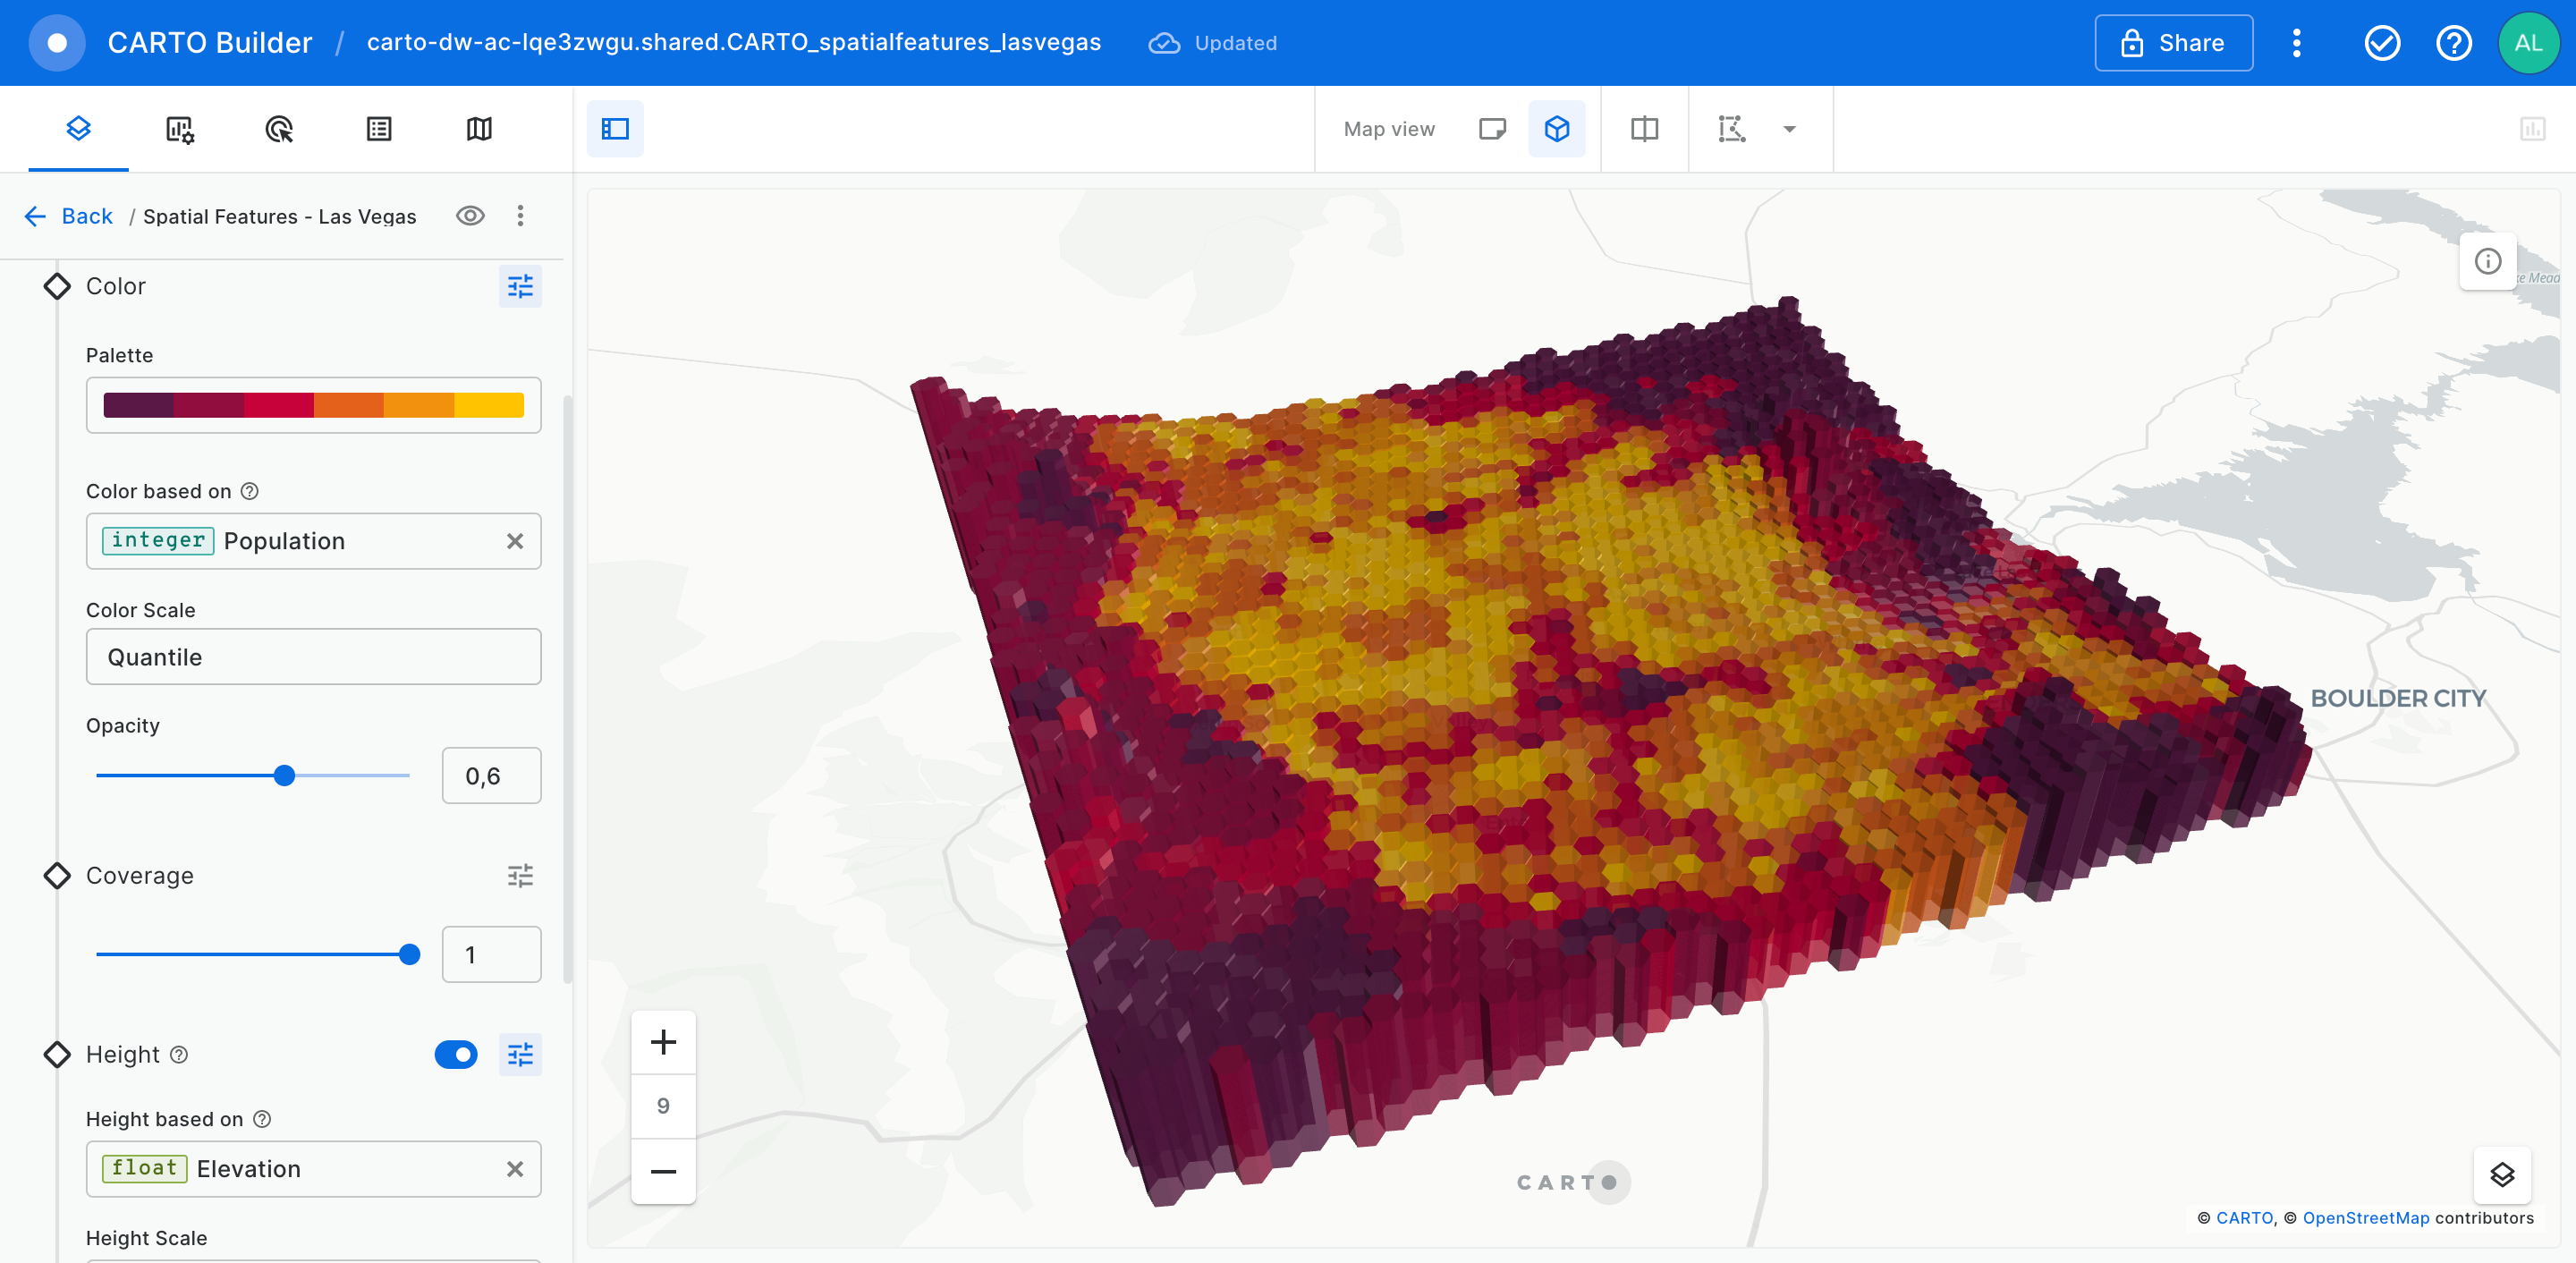 CARTO Builder / carto-dw-ac-lqe3zwgu.shared.CARTO_spatialfeatures_lasvegas Updated Share AL
Map view
Back / Spatial Features - Las Vegas
Color
Palette
Color based on
integer Population
Color Scale
Quantile
Opacity
0,6
Coverage
1
Height
Height based on
float Elevation
Height Scale
BOULDER CITY
9
CARTO
© CARTO, © OpenStreetMap contributors